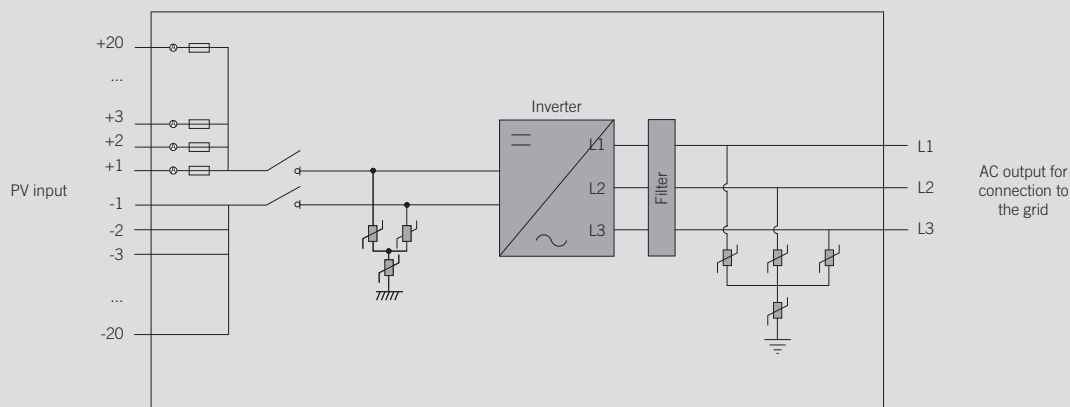 +20
...
+3
+2
+1
PV input
-1
-2
-3
...
-20
Inverter
L1
L2
L3
Filter
L1
L2
L3
AC output for
connection to
the grid